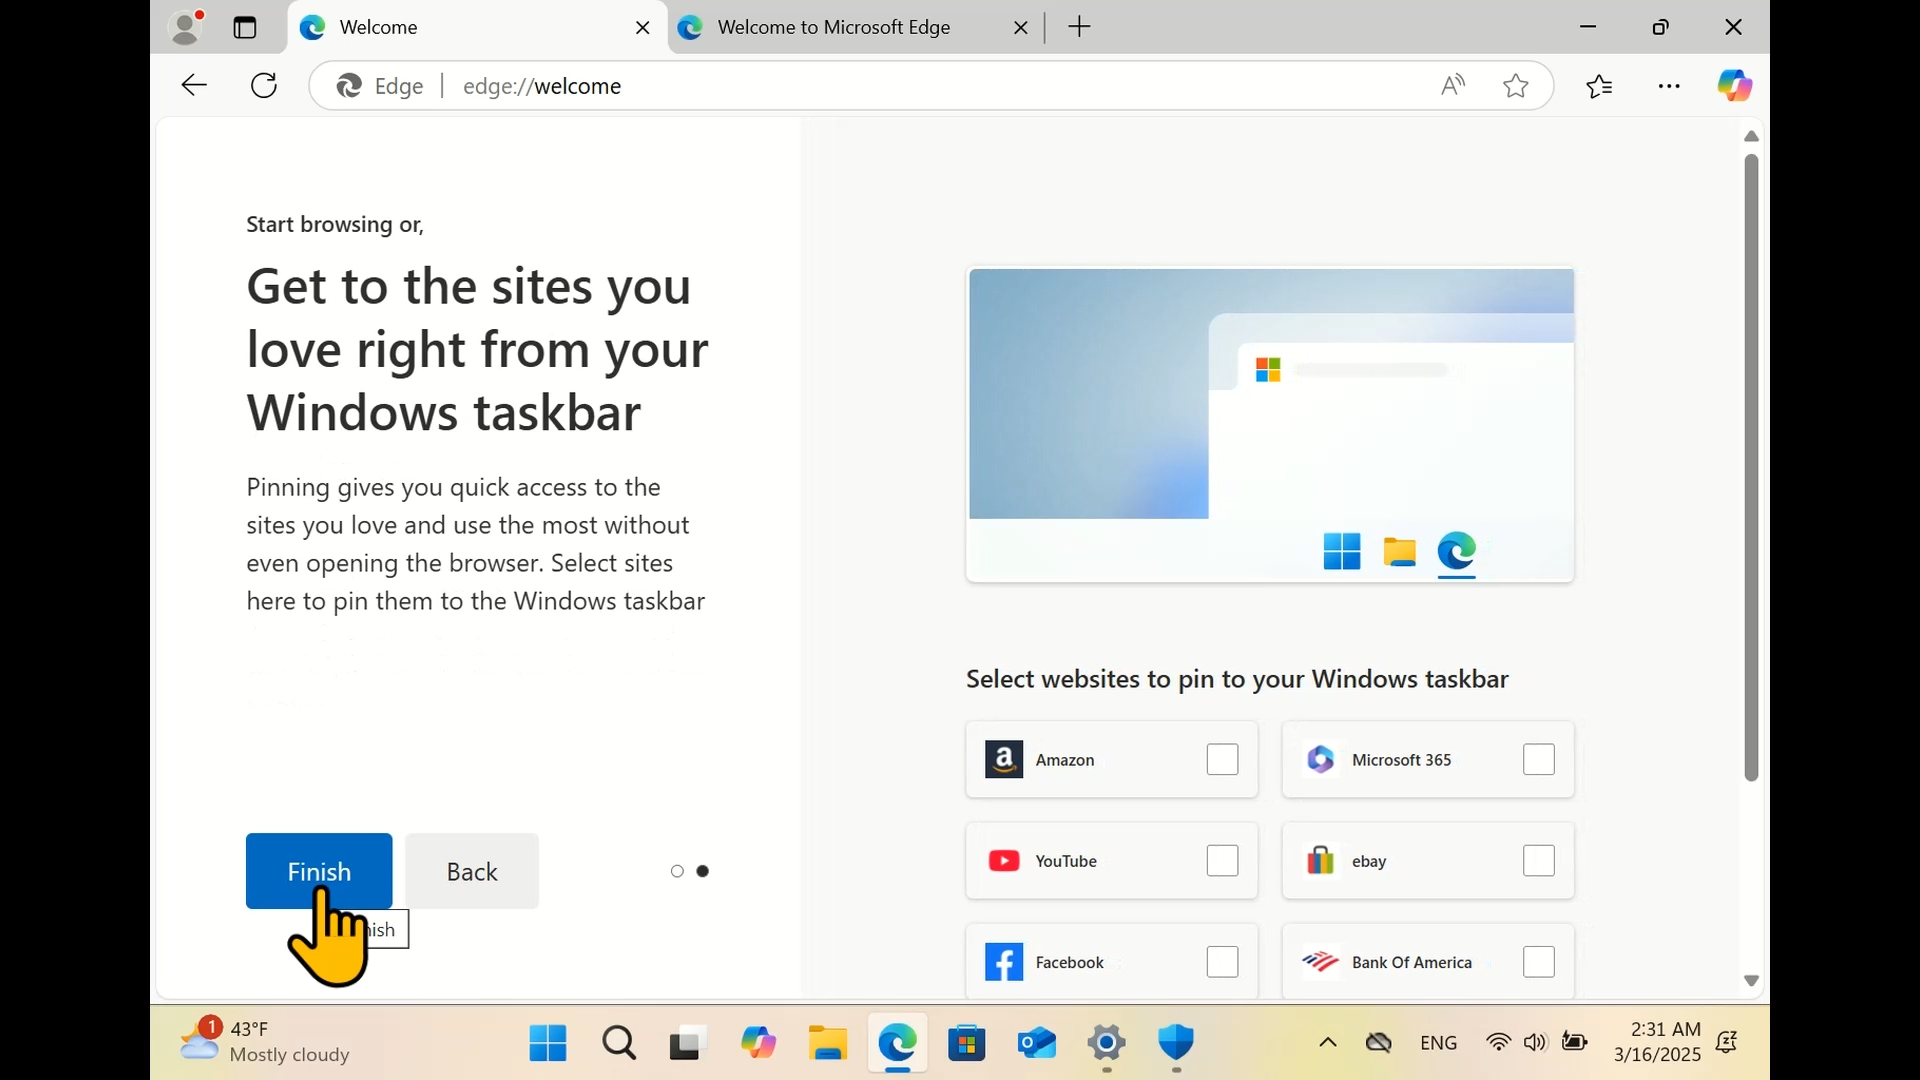 Welcome
Welcome to Microsoft Edge
Edge
edge://welcome
Start browsing or,
Get to the sites you
love right from your
Windows taskbar
Pinning gives you quick access to the
sites you love and use the most without
even opening the browser. Select sites
here to pin them to the Windows taskbar
Finish
Back
Select websites to pin to your Windows taskbar
Amazon
Microsoft 365
YouTube
ebay
Facebook
Bank Of America
1
43°F
Mostly cloudy
ENG
2:31 AM
3/16/2025